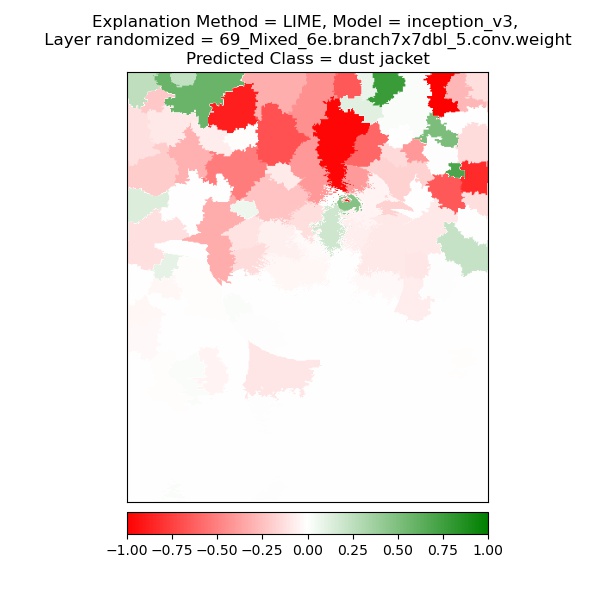 Explanation Method = LIME, Model = inception_v3,
Layer randomized = 69_Mixed_6e.branch7x7dbl_5.conv.weight
Predicted Class = dust jacket
−1.00 −0.75 −0.50 −0.25 0.00 0.25 0.50 0.75 1.00